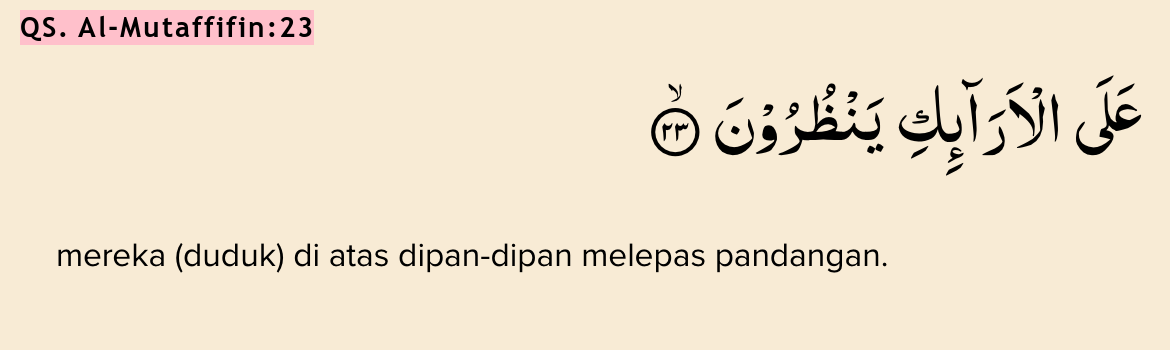 QS. Al-Mutaffifin:23
عَلَى الْاَرَاۤىِٕكِ يَنْظُرُوْنَ ۙ ٢٣
mereka (duduk) di atas dipan-dipan melepas pandangan.